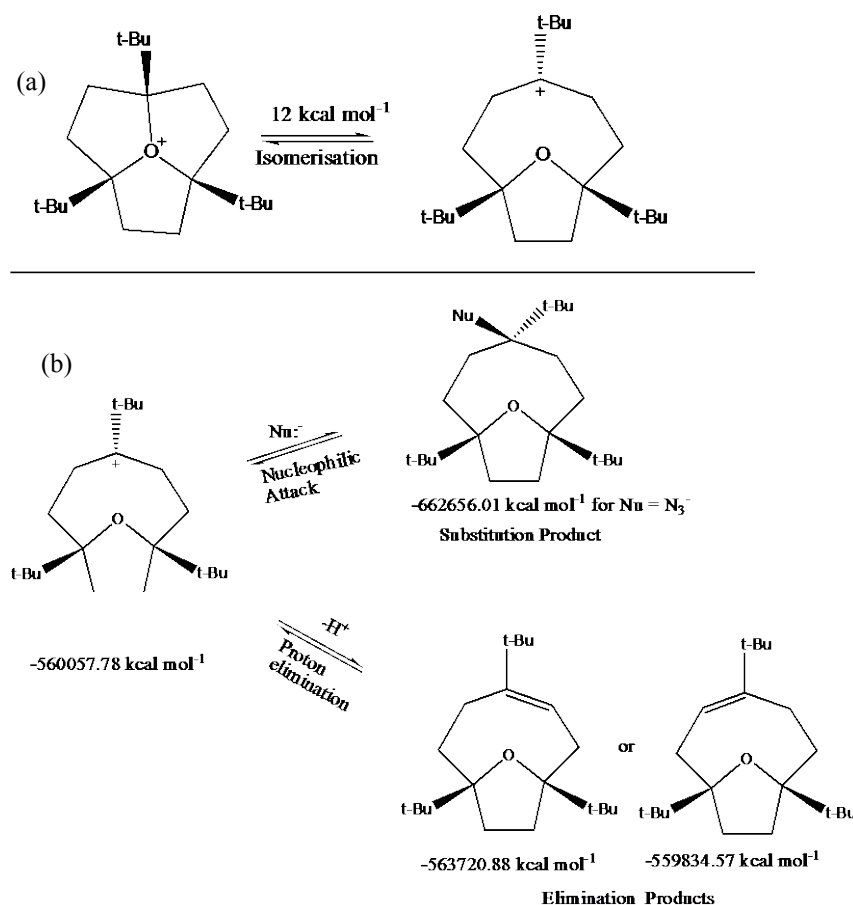 (a)
t-Bu
O+
t-Bu
t-Bu
12 kcal mol⁻¹
Isomerisation
t-Bu
+
O
t-Bu
t-Bu
(b)
t-Bu
+
O
t-Bu
t-Bu
-560057.78 kcal mol⁻¹
Nu:⁻
Nucleophilic
Attack
Nu
t-Bu
O
t-Bu
t-Bu
-662656.01 kcal mol⁻¹ for Nu = N₃⁻
Substitution Product
-H⁺
Proton
elimination
t-Bu
O
t-Bu
t-Bu
-563720.88 kcal mol⁻¹
or
t-Bu
O
t-Bu
t-Bu
-559834.57 kcal mol⁻¹
Elimination Products